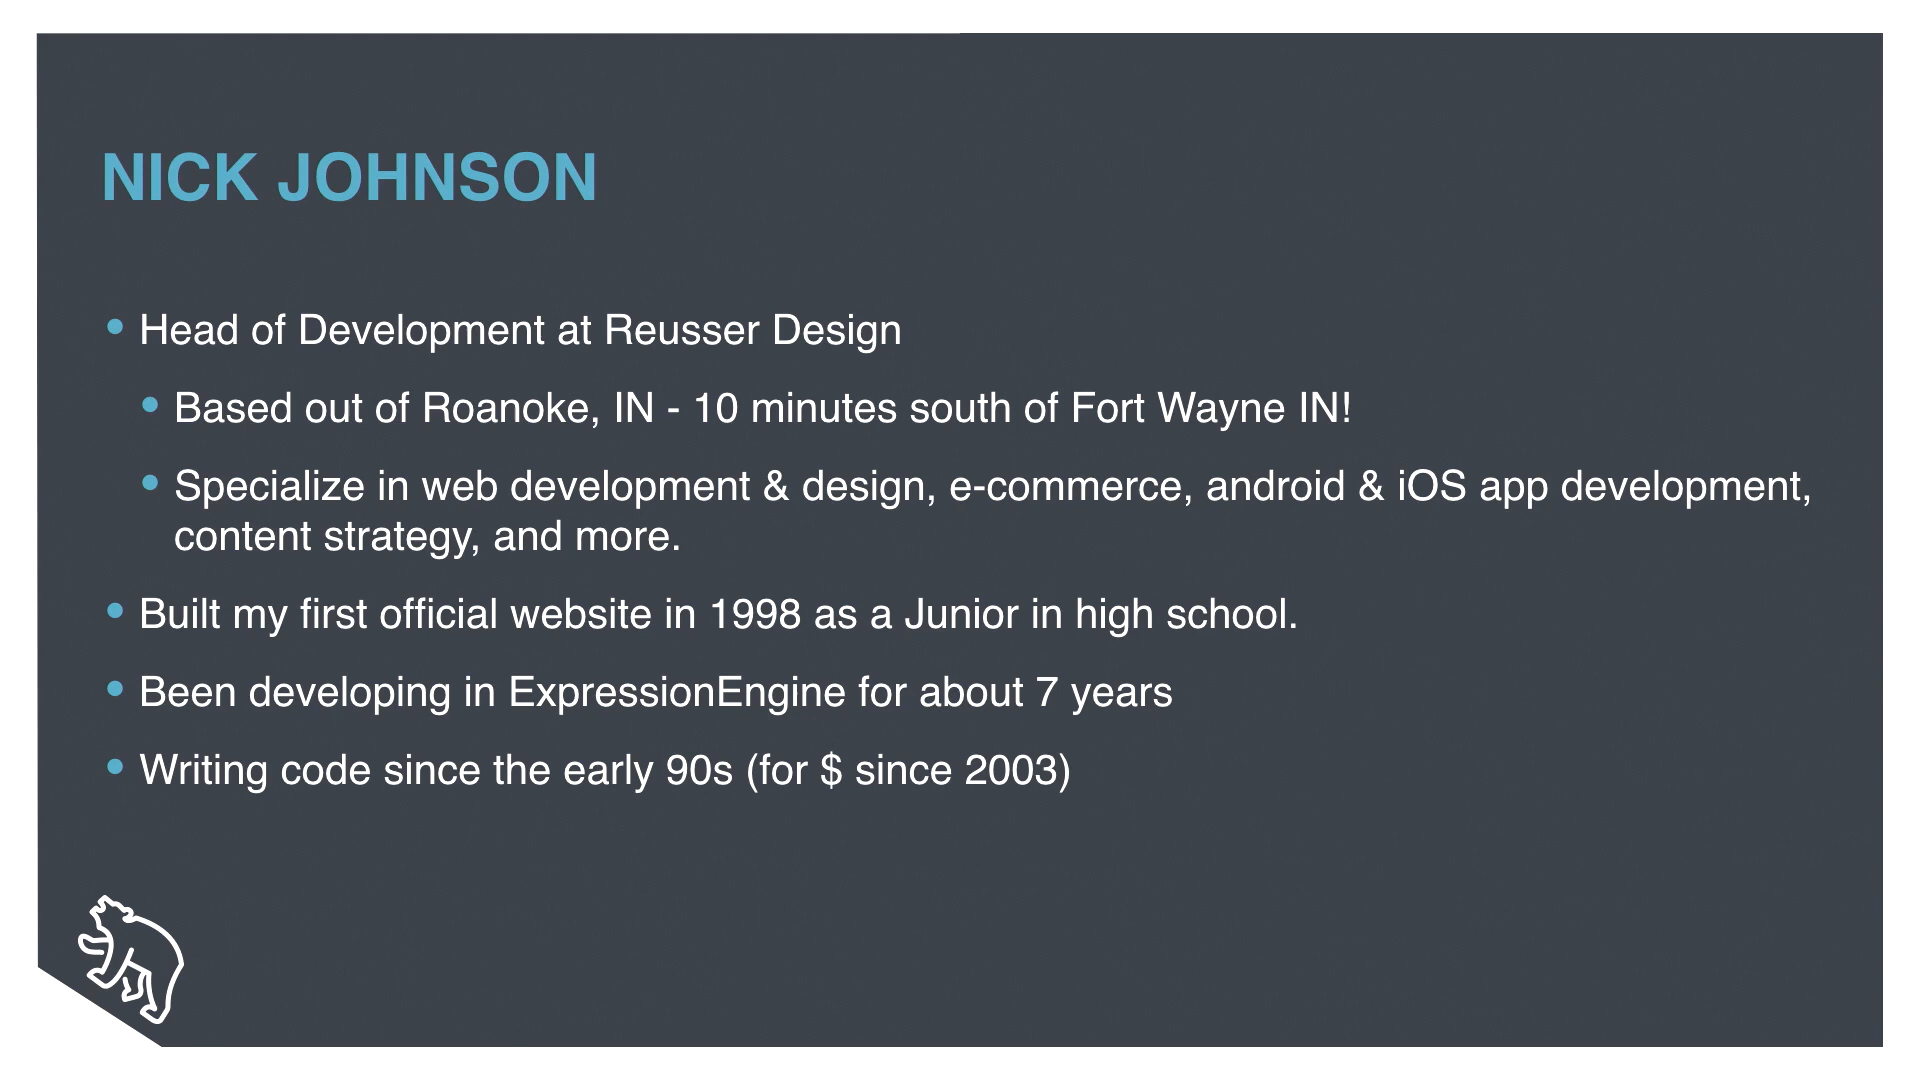 NICK JOHNSON
• Head of Development at Reusser Design
• Based out of Roanoke, IN - 10 minutes south of Fort Wayne IN!
• Specialize in web development & design, e-commerce, android & iOS app development,
content strategy, and more.
• Built my first official website in 1998 as a Junior in high school.
• Been developing in ExpressionEngine for about 7 years
• Writing code since the early 90s (for $ since 2003)